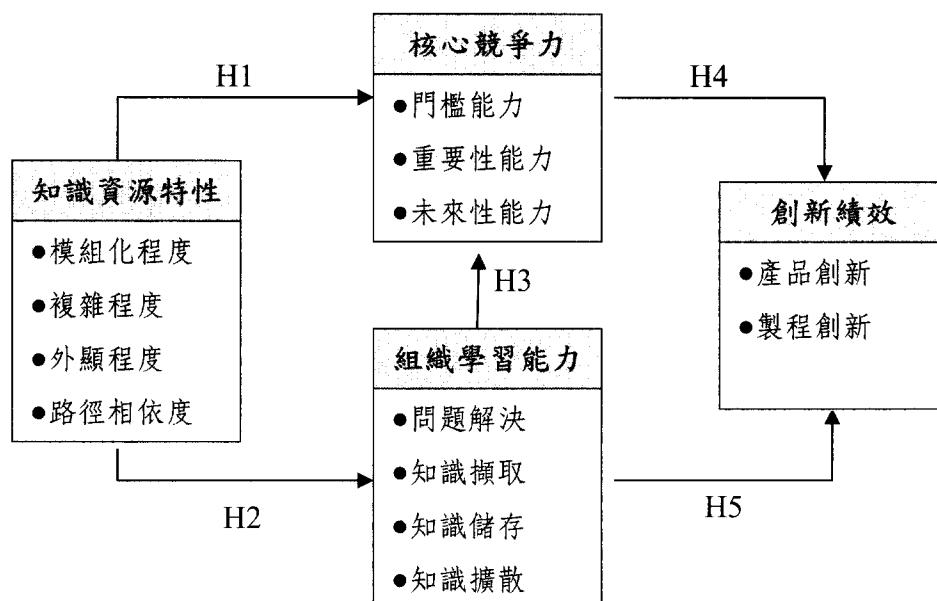 核心競爭力
H1
H4
●門檻能力
●重要性能力
●未來性能力
知識資源特性
●模組化程度
●複雜程度
●外顯程度
●路徑相依度
創新績效
●產品創新
●製程創新
H3
組織學習能力
●問題解決
●知識擷取
●知識儲存
●知識擴散
H2
H5